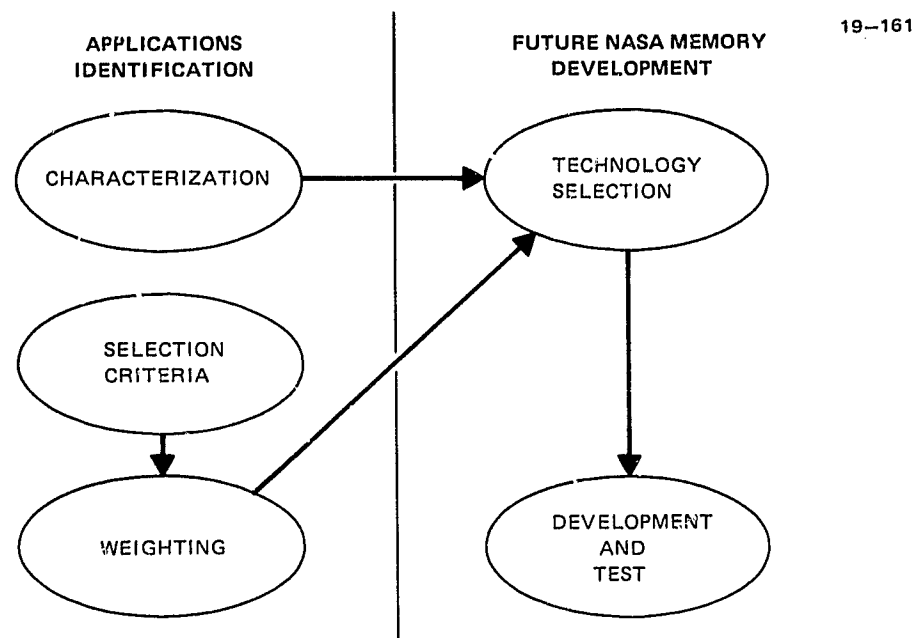 19-161
APPLICATIONS
IDENTIFICATION
FUTURE NASA MEMORY
DEVELOPMENT
CHARACTERIZATION
TECHNOLOGY
SELECTION
SELECTION
CRITERIA
WEIGHTING
DEVELOPMENT
AND
TEST